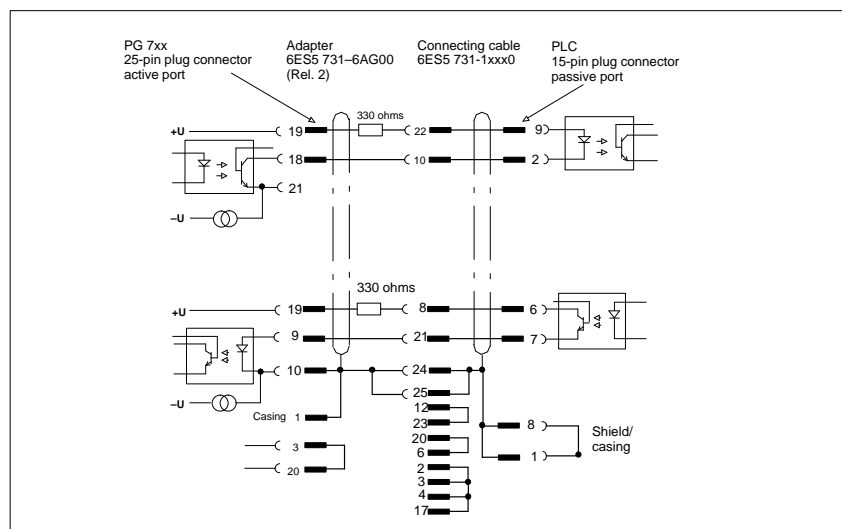 PG 7xx
25-pin plug connector
active port
Adapter
6ES5 731–6AG00
(Rel. 2)
Connecting cable
6ES5 731-1xxx0
PLC
15-pin plug connector
passive port
330 ohms
+U
19
22
9
18
10
2
21
–U
330 ohms
+U
19
8
6
9
21
7
10
24
–U
25
12
Casing
1
23
8
3
20
Shield/
casing
6
20
2
1
3
4
17